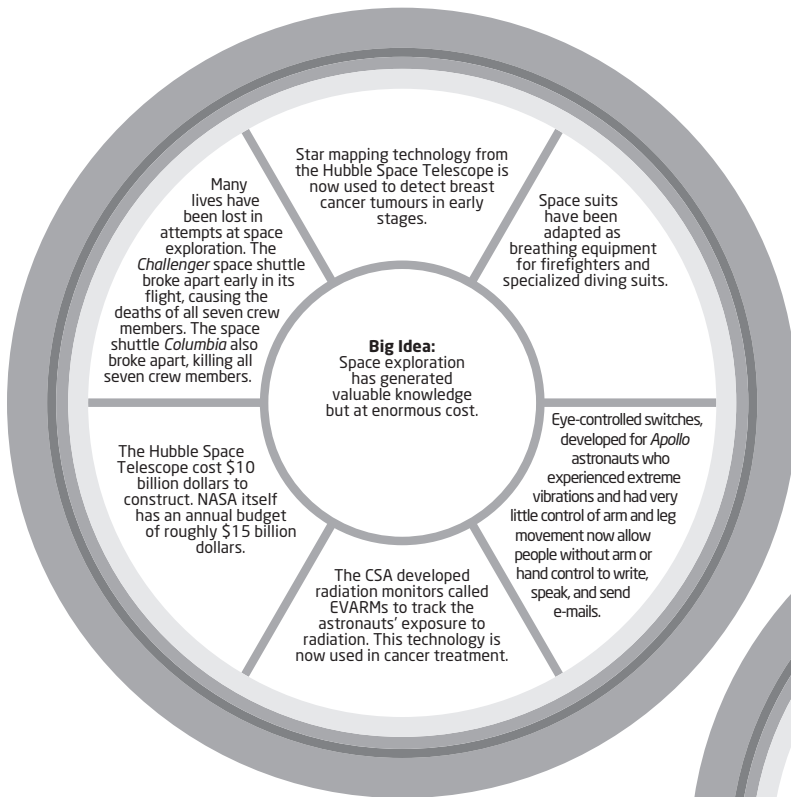 Star mapping technology from
the Hubble Space Telescope is
now used to detect breast
cancer tumours in early
stages.
Space suits
have been
adapted as
breathing equipment
for firefighters and
specialized diving suits.
Eye-controlled switches,
developed for Apollo
astronauts who
experienced extreme
vibrations and had very
little control of arm and leg
movement now allow
people without arm or
hand control to write,
speak, and send
e-mails.
The CSA developed
radiation monitors called
EVARMs to track the
astronauts' exposure to
radiation. This technology is
now used in cancer treatment.
The Hubble Space
Telescope cost $10
billion dollars to
construct. NASA itself
has an annual budget
of roughly $15 billion
dollars.
Many
lives have
been lost in
attempts at space
exploration. The
Challenger space shuttle
broke apart early in its
flight, causing the
deaths of all seven crew
members. The space
shuttle Columbia also
broke apart, killing all
seven crew members.
Big Idea:
Space exploration
has generated
valuable knowledge
but at enormous cost.